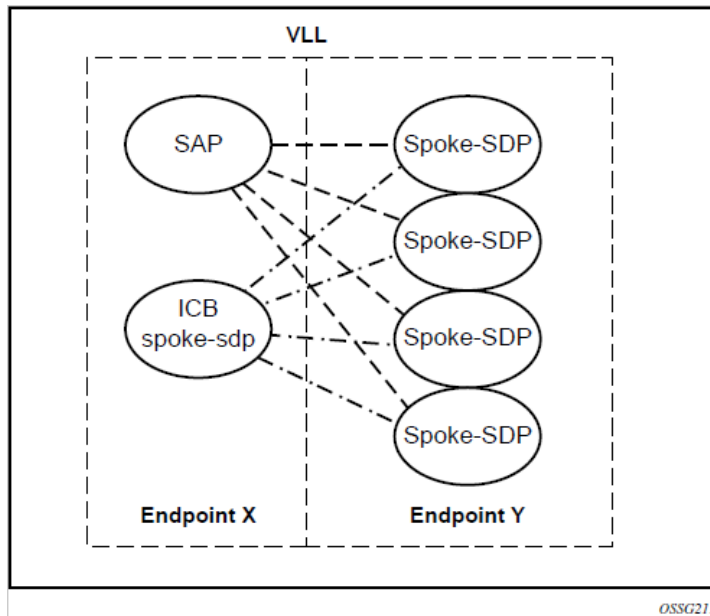 VLL
SAP
Spoke-SDP
Spoke-SDP
ICB
spoke-sdp
Spoke-SDP
Spoke-SDP
Endpoint X
Endpoint Y
OSSG21